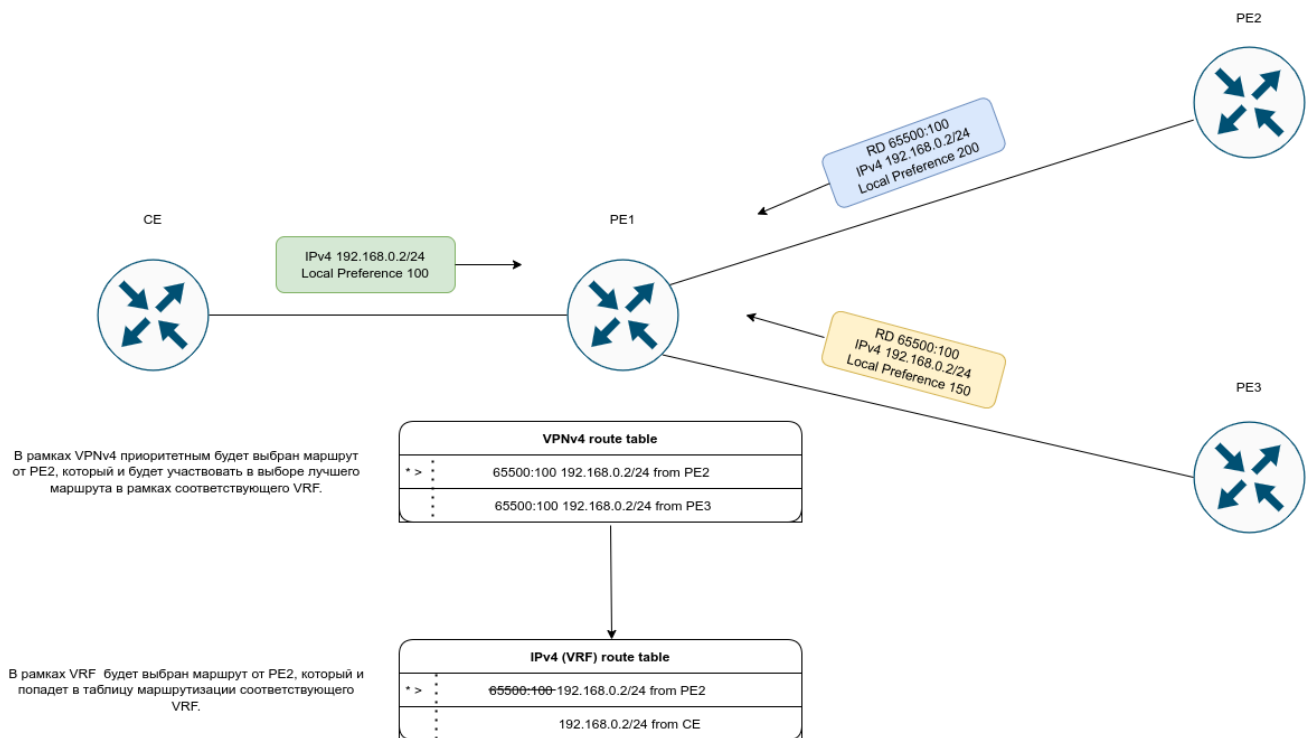 PE2
RD 65500:100
IPv4 192.168.0.2/24
Local Preference 200
CE
PE1
IPv4 192.168.0.2/24
Local Preference 100
RD 65500:100
IPv4 192.168.0.2/24
Local Preference 150
PE3
В рамках VPNv4 приоритетным будет выбран маршрут
от PE2, который и будет участвовать в выборе лучшего
маршрута в рамках соответствующего VRF.
VPNv4 route table
* > 65500:100 192.168.0.2/24 from PE2
65500:100 192.168.0.2/24 from PE3
В рамках VRF будет выбран маршрут от PE2, который и
попадет в таблицу маршрутизации соответствующего
VRF.
IPv4 (VRF) route table
* > 65500:100 192.168.0.2/24 from PE2
192.168.0.2/24 from CE